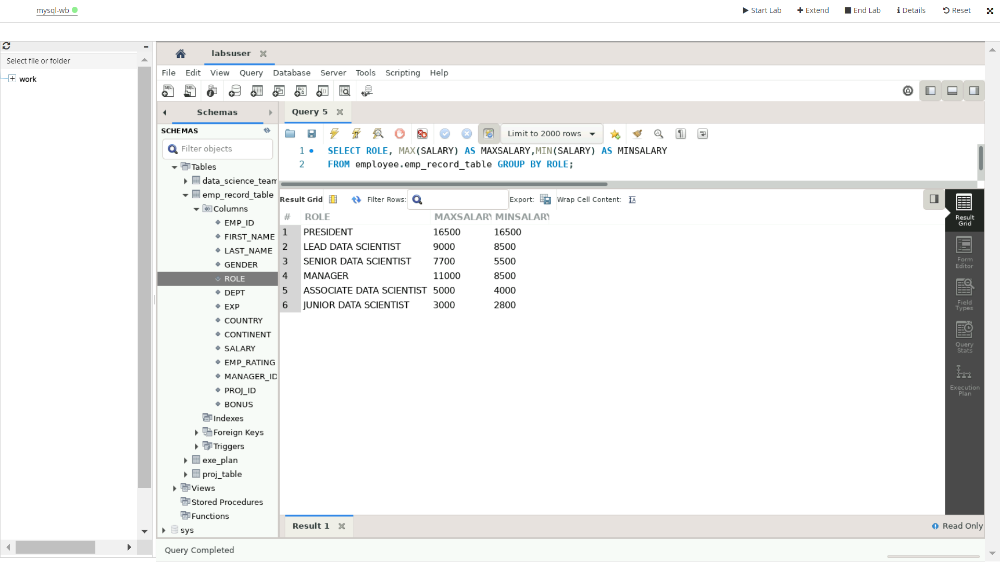 mysql-wb
Start Lab
Extend
End Lab
Details
Reset
Select file or folder
work
labsuser
File Edit View Query Database Server Tools Scripting Help
Schemas
SCHEMAS
Filter objects
Tables
data_science_team
emp_record_table
Columns
EMP_ID
FIRST_NAME
LAST_NAME
GENDER
ROLE
DEPT
EXP
COUNTRY
CONTINENT
SALARY
EMP_RATING
MANAGER_ID
PROJ_ID
BONUS
Indexes
Foreign Keys
Triggers
exe_plan
proj_table
Views
Stored Procedures
Functions
sys
Query 5
Limit to 2000 rows
1 SELECT ROLE, MAX(SALARY) AS MAXSALARY,MIN(SALARY) AS MINSALARY
2 FROM employee.emp_record_table GROUP BY ROLE;
Result Grid Filter Rows: Export: Wrap Cell Content:
# ROLE MAXSALARY MINSALARY
1 PRESIDENT 16500 16500
2 LEAD DATA SCIENTIST 9000 8500
3 SENIOR DATA SCIENTIST 7700 5500
4 MANAGER 11000 8500
5 ASSOCIATE DATA SCIENTIST 5000 4000
6 JUNIOR DATA SCIENTIST 3000 2800
Result
Grid
Form
Editor
Field
Types
Query
Stats
Execution
Plan
Result 1
Read Only
Query Completed